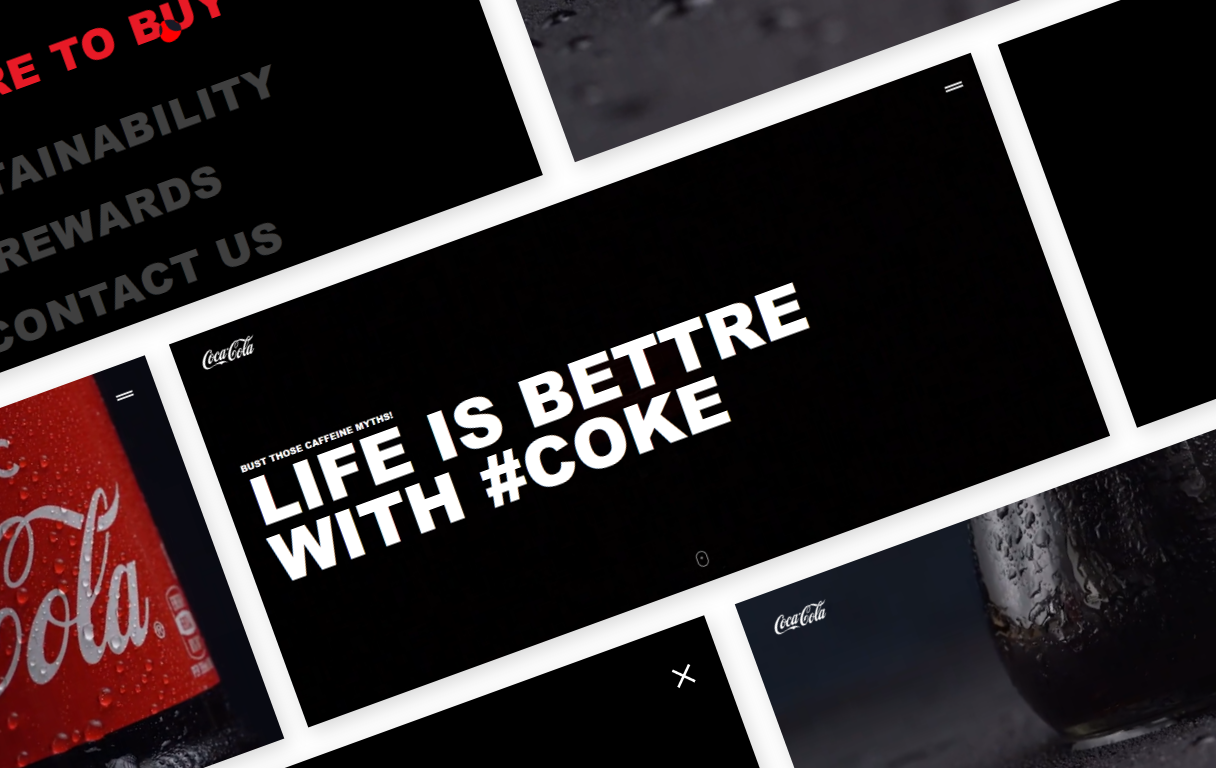 RE TO BUY
TAINABILITY
REWARDS
CONTACT US
Coca-Cola
BUST THOSE CAFFEINE MYTHS!
LIFE IS BETTRE
WITH #COKE
Cola®
Coca-Cola